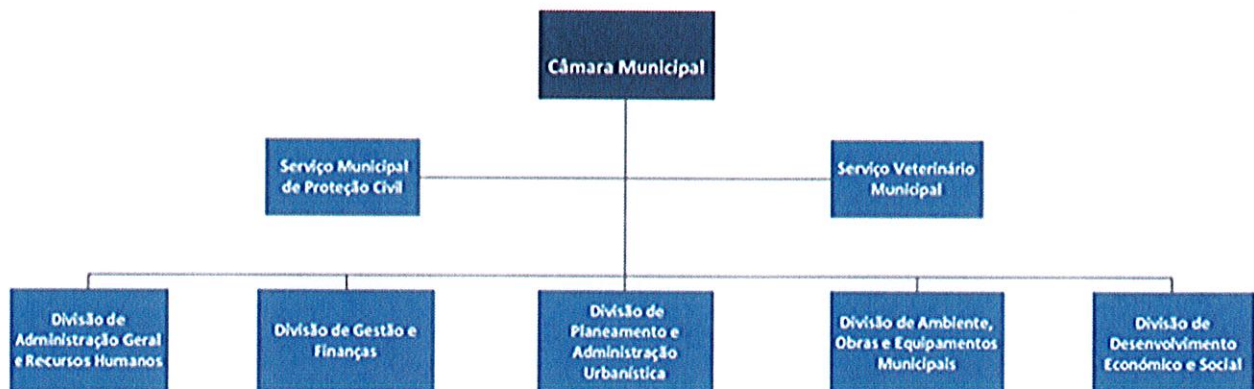 Câmara Municipal
Serviço Municipal
de Proteção Civil
Serviço Veterinário
Municipal
Divisão de
Administração Geral
e Recursos Humanos
Divisão de Gestão e
Finanças
Divisão de
Planeamento e
Administração
Urbanística
Divisão de Ambiente,
Obras e Equipamentos
Municipais
Divisão de
Desenvolvimento
Económico e Social